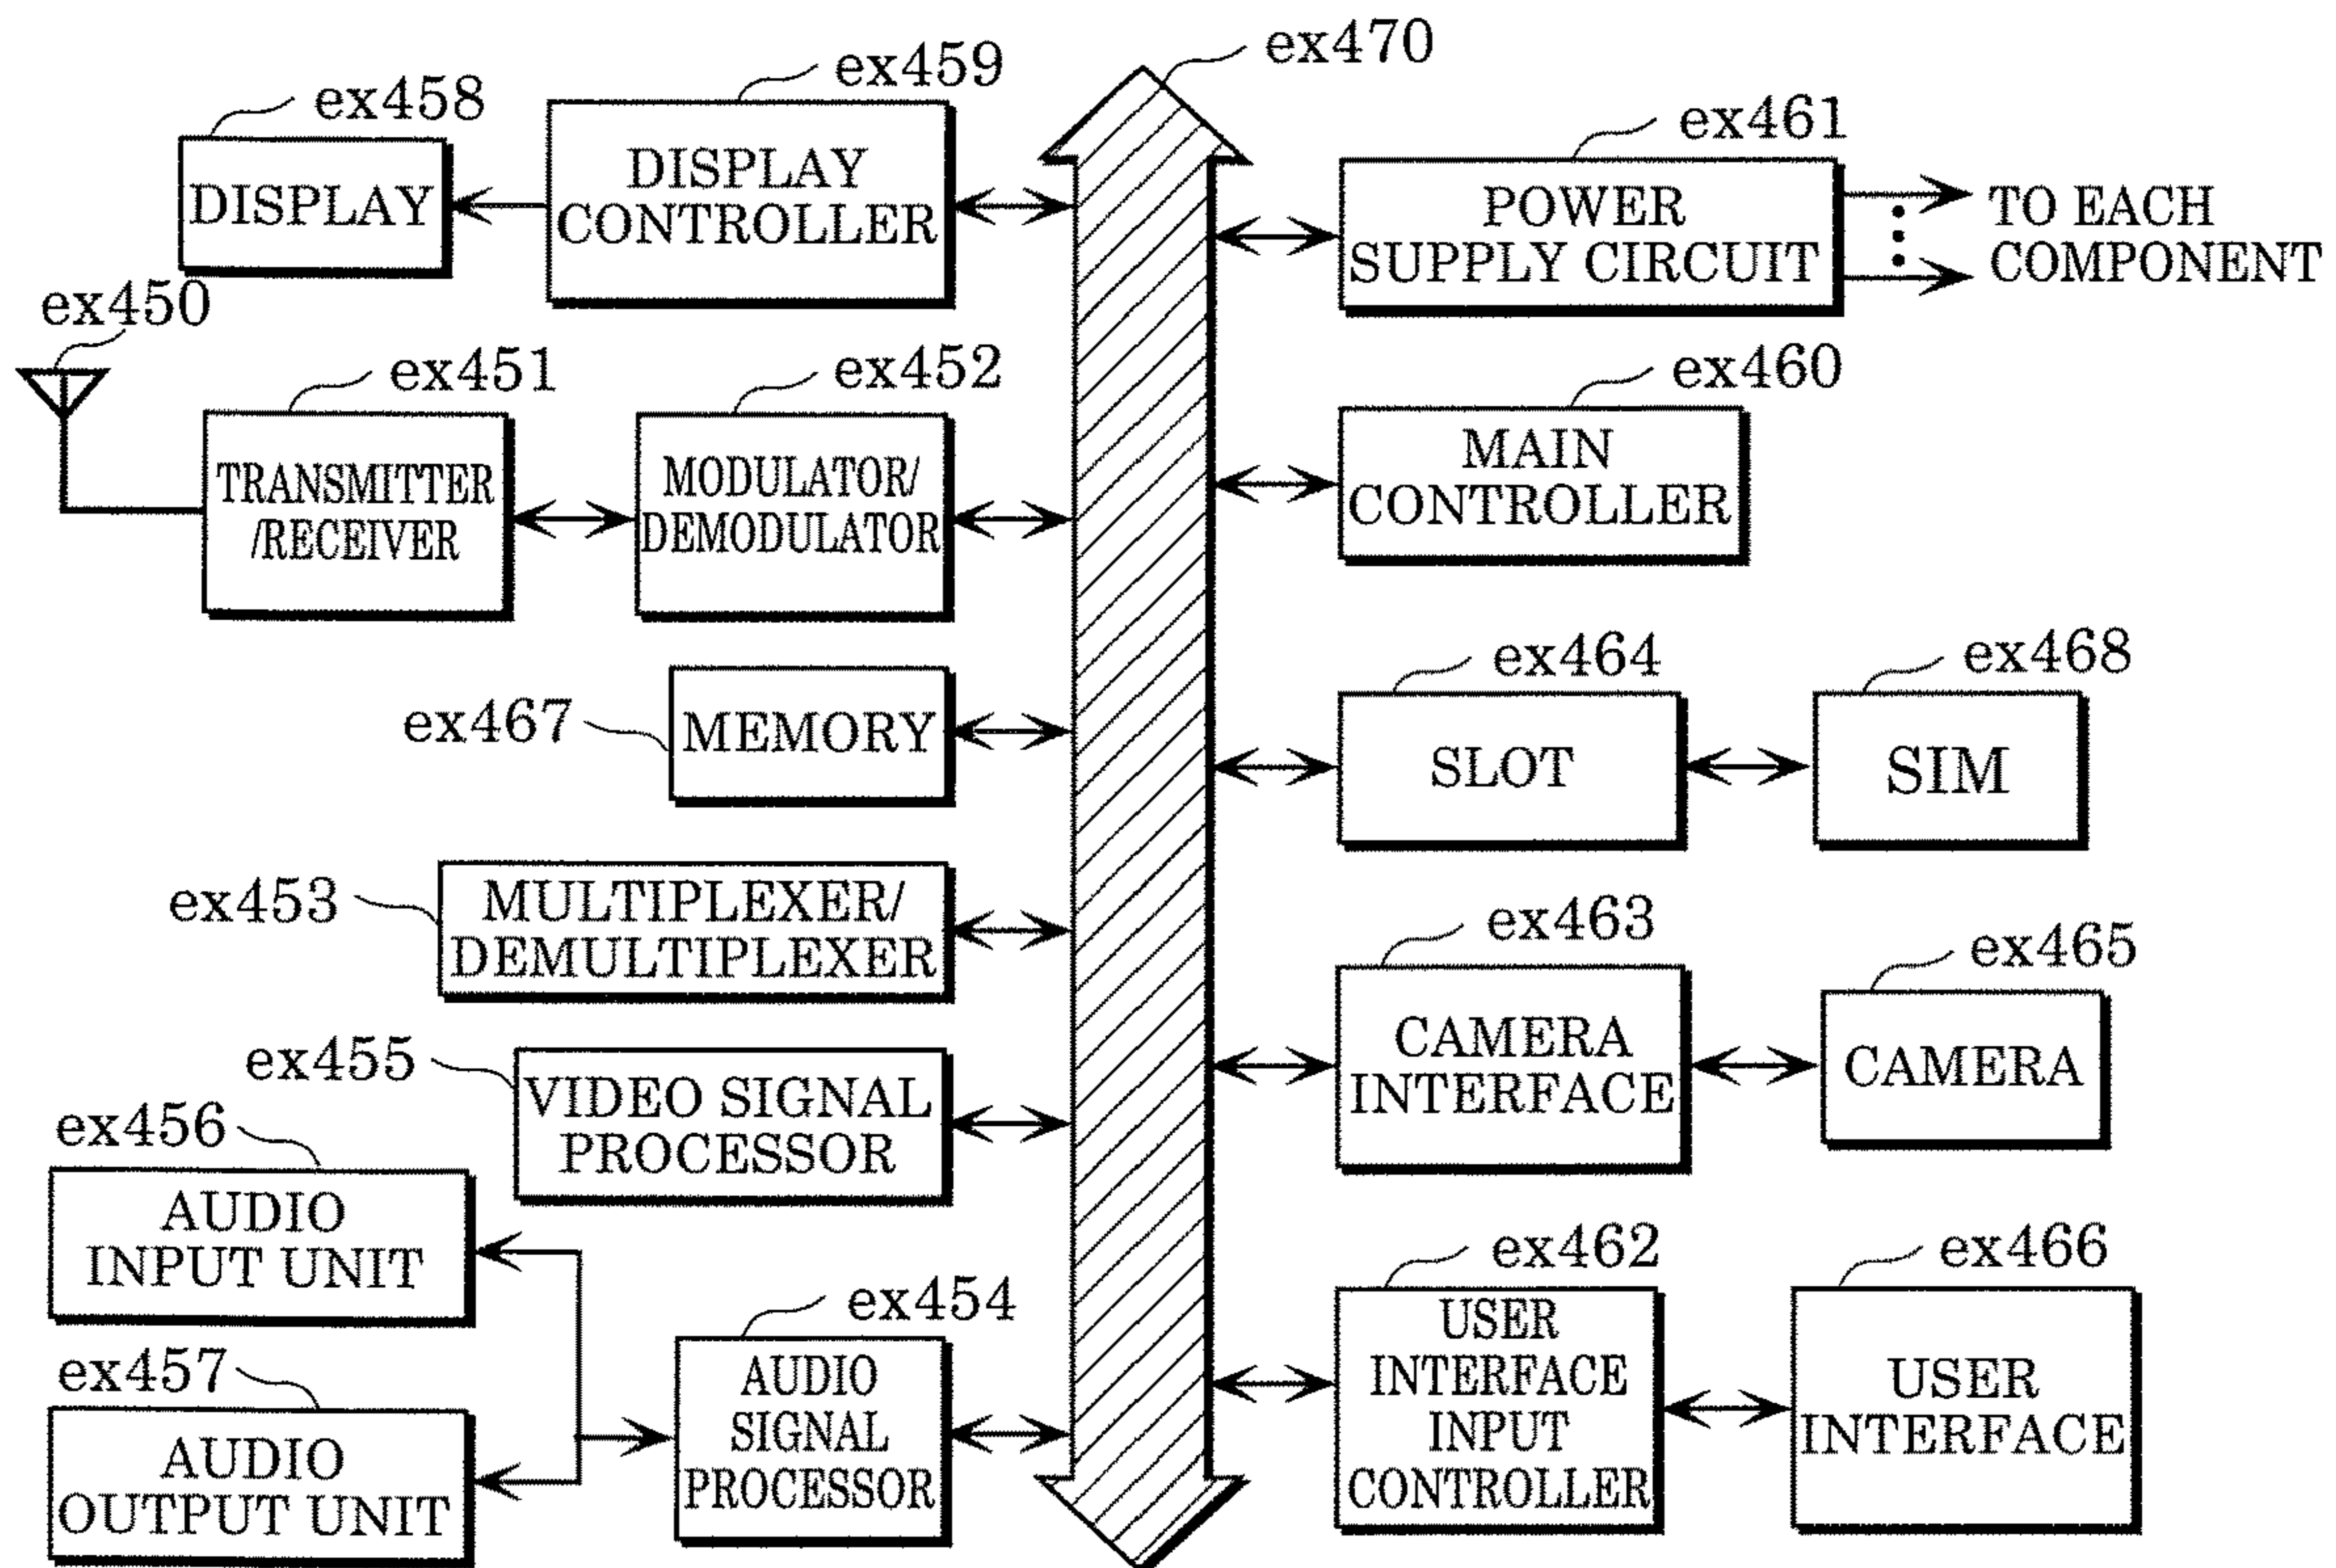 ex470
ex459
ex458
DISPLAY
DISPLAY
CONTROLLER
ex461
POWER
SUPPLY CIRCUIT
TO EACH
COMPONENT
ex450
ex451
TRANSMITTER
/RECEIVER
ex452
MODULATOR/
DEMODULATOR
ex460
MAIN
CONTROLLER
ex467
MEMORY
ex464
SLOT
ex468
SIM
ex453
MULTIPLEXER/
DEMULTIPLEXER
ex463
CAMERA
INTERFACE
ex465
CAMERA
ex455
VIDEO SIGNAL
PROCESSOR
ex456
AUDIO
INPUT UNIT
ex457
AUDIO
OUTPUT UNIT
ex454
AUDIO
SIGNAL
PROCESSOR
ex462
USER
INTERFACE
INPUT
CONTROLLER
ex466
USER
INTERFACE